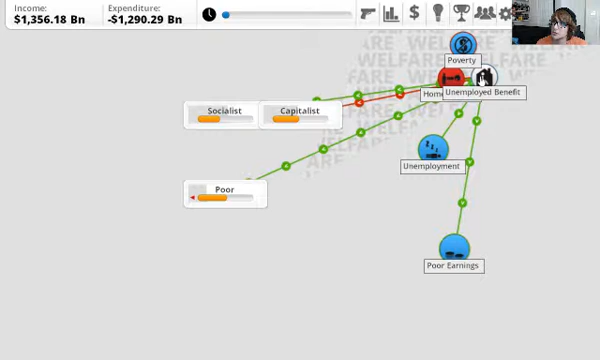 Income:
$1,356.18 Bn
Expenditure:
-$1,290.29 Bn
WELFARE
Poverty
Home
Unemployed Benefit
Socialist
Capitalist
Unemployment
Poor
Poor Earnings